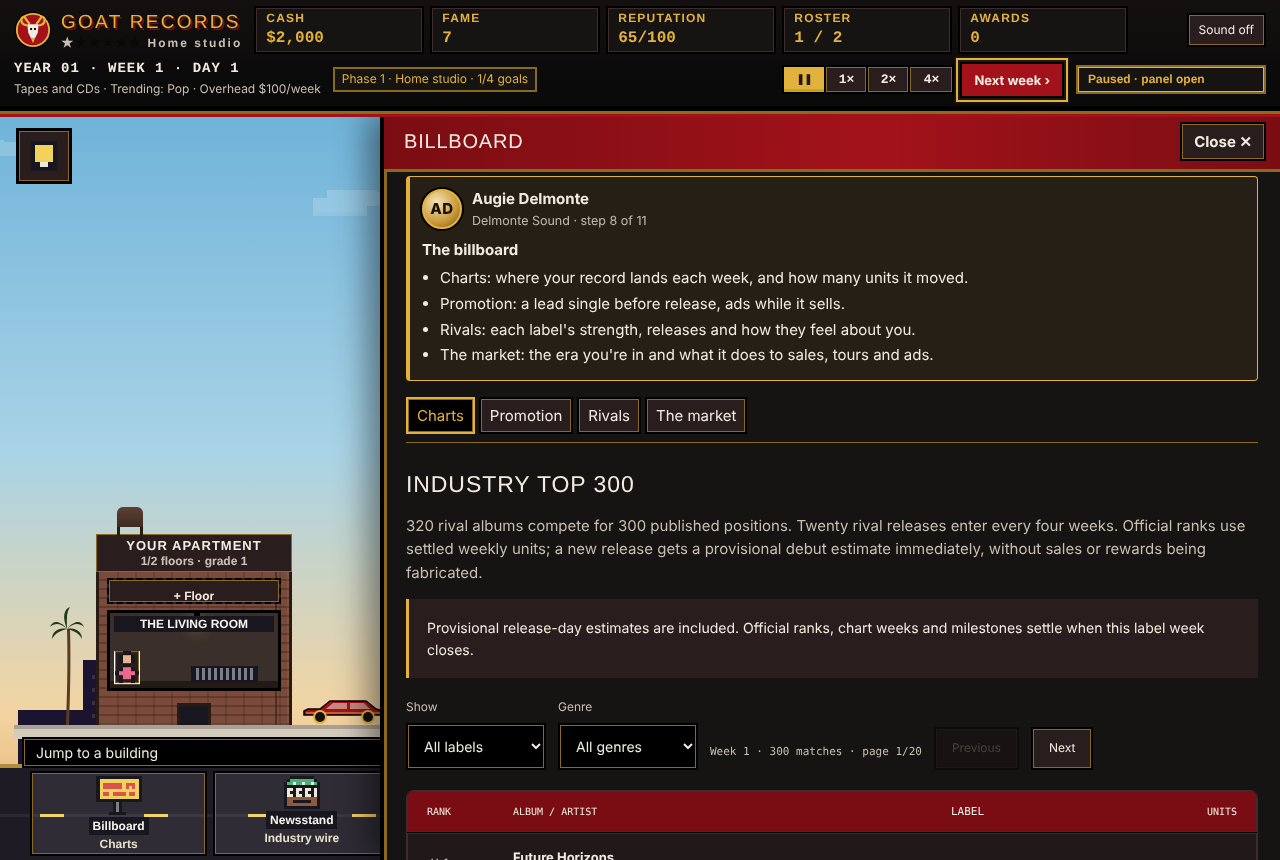 GOAT RECORDS
★★★★★★ Home studio
CASH
$2,000
FAME
7
REPUTATION
65/100
ROSTER
1 / 2
AWARDS
0
Sound off
YEAR 01 · WEEK 1 · DAY 1
Tapes and CDs · Trending: Pop · Overhead $100/week
Phase 1 · Home studio · 1/4 goals
❚❚
1×
2×
4×
Next week ›
Paused · panel open
BILLBOARD
Close ✕
AD
Augie Delmonte
Delmonte Sound · step 8 of 11
The billboard
• Charts: where your record lands each week, and how many units it moved.
• Promotion: a lead single before release, ads while it sells.
• Rivals: each label's strength, releases and how they feel about you.
• The market: the era you're in and what it does to sales, tours and ads.
Charts
Promotion
Rivals
The market
INDUSTRY TOP 300
320 rival albums compete for 300 published positions. Twenty rival releases enter every four weeks. Official ranks use
settled weekly units; a new release gets a provisional debut estimate immediately, without sales or rewards being
fabricated.
Provisional release-day estimates are included. Official ranks, chart weeks and milestones settle when this label week
closes.
Show
Genre
All labels
All genres
Week 1 · 300 matches · page 1/20
Previous
Next
RANK
ALBUM / ARTIST
LABEL
UNITS
Future Horizons
YOUR APARTMENT
1/2 floors · grade 1
+ Floor
THE LIVING ROOM
Jump to a building
Billboard
Charts
Newsstand
Industry wire